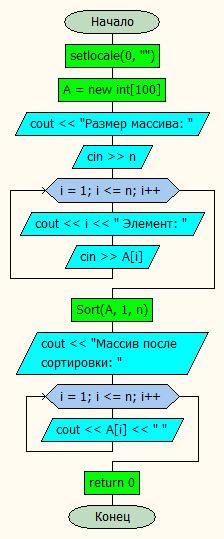 Начало
setlocale(0, "")
A = new int[100]
cout << "Размер массива: "
cin >> n
i = 1; i <= n; i++
cout << i << " Элемент: "
cin >> A[i]
Sort(A, 1, n)
cout << "Массив после
сортировки: "
i = 1; i <= n; i++
cout << A[i] << " "
return 0
Конец